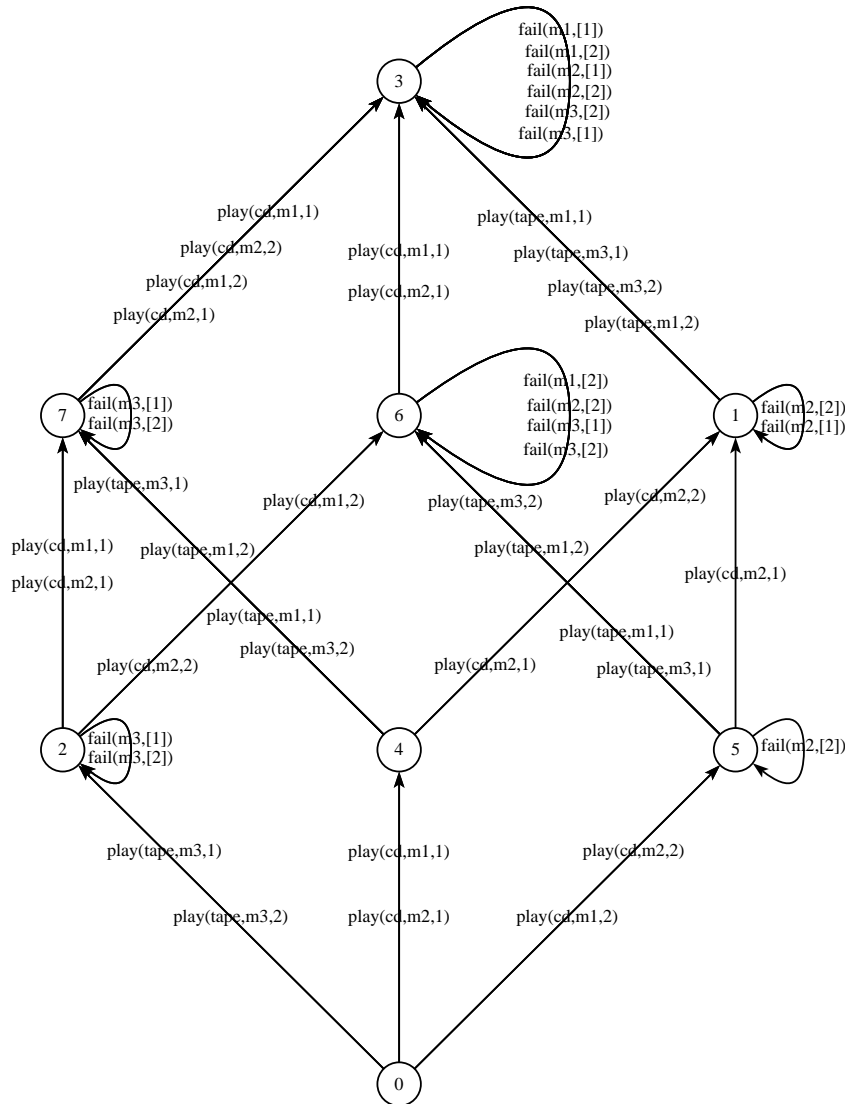 fail(m1,[1])
fail(m1,[2])
fail(m2,[1])
3
fail(m2,[2])
fail(m3,[2])
fail(m3,[1])
play(cd,m1,1)
play(tape,m1,1)
play(cd,m2,2)
play(cd,m1,1)
play(tape,m3,1)
play(cd,m1,2)
play(cd,m2,1)
play(tape,m3,2)
play(cd,m2,1)
play(tape,m1,2)
fail(m1,[2])
7
fail(m3,[1])
fail(m3,[2])
6
fail(m2,[2])
fail(m3,[1])
fail(m3,[2])
1
fail(m2,[2])
fail(m2,[1])
play(tape,m3,1)
play(cd,m1,2)
play(tape,m3,2)
play(cd,m2,2)
play(cd,m1,1)
play(tape,m1,2)
play(tape,m1,2)
play(cd,m2,1)
play(cd,m2,1)
play(tape,m1,1)
play(tape,m1,1)
play(tape,m3,2)
play(cd,m2,2)
play(cd,m2,1)
play(tape,m3,1)
2
fail(m3,[1])
fail(m3,[2])
4
5
fail(m2,[2])
play(tape,m3,1)
play(cd,m1,1)
play(cd,m2,2)
play(tape,m3,2)
play(cd,m2,1)
play(cd,m1,2)
0